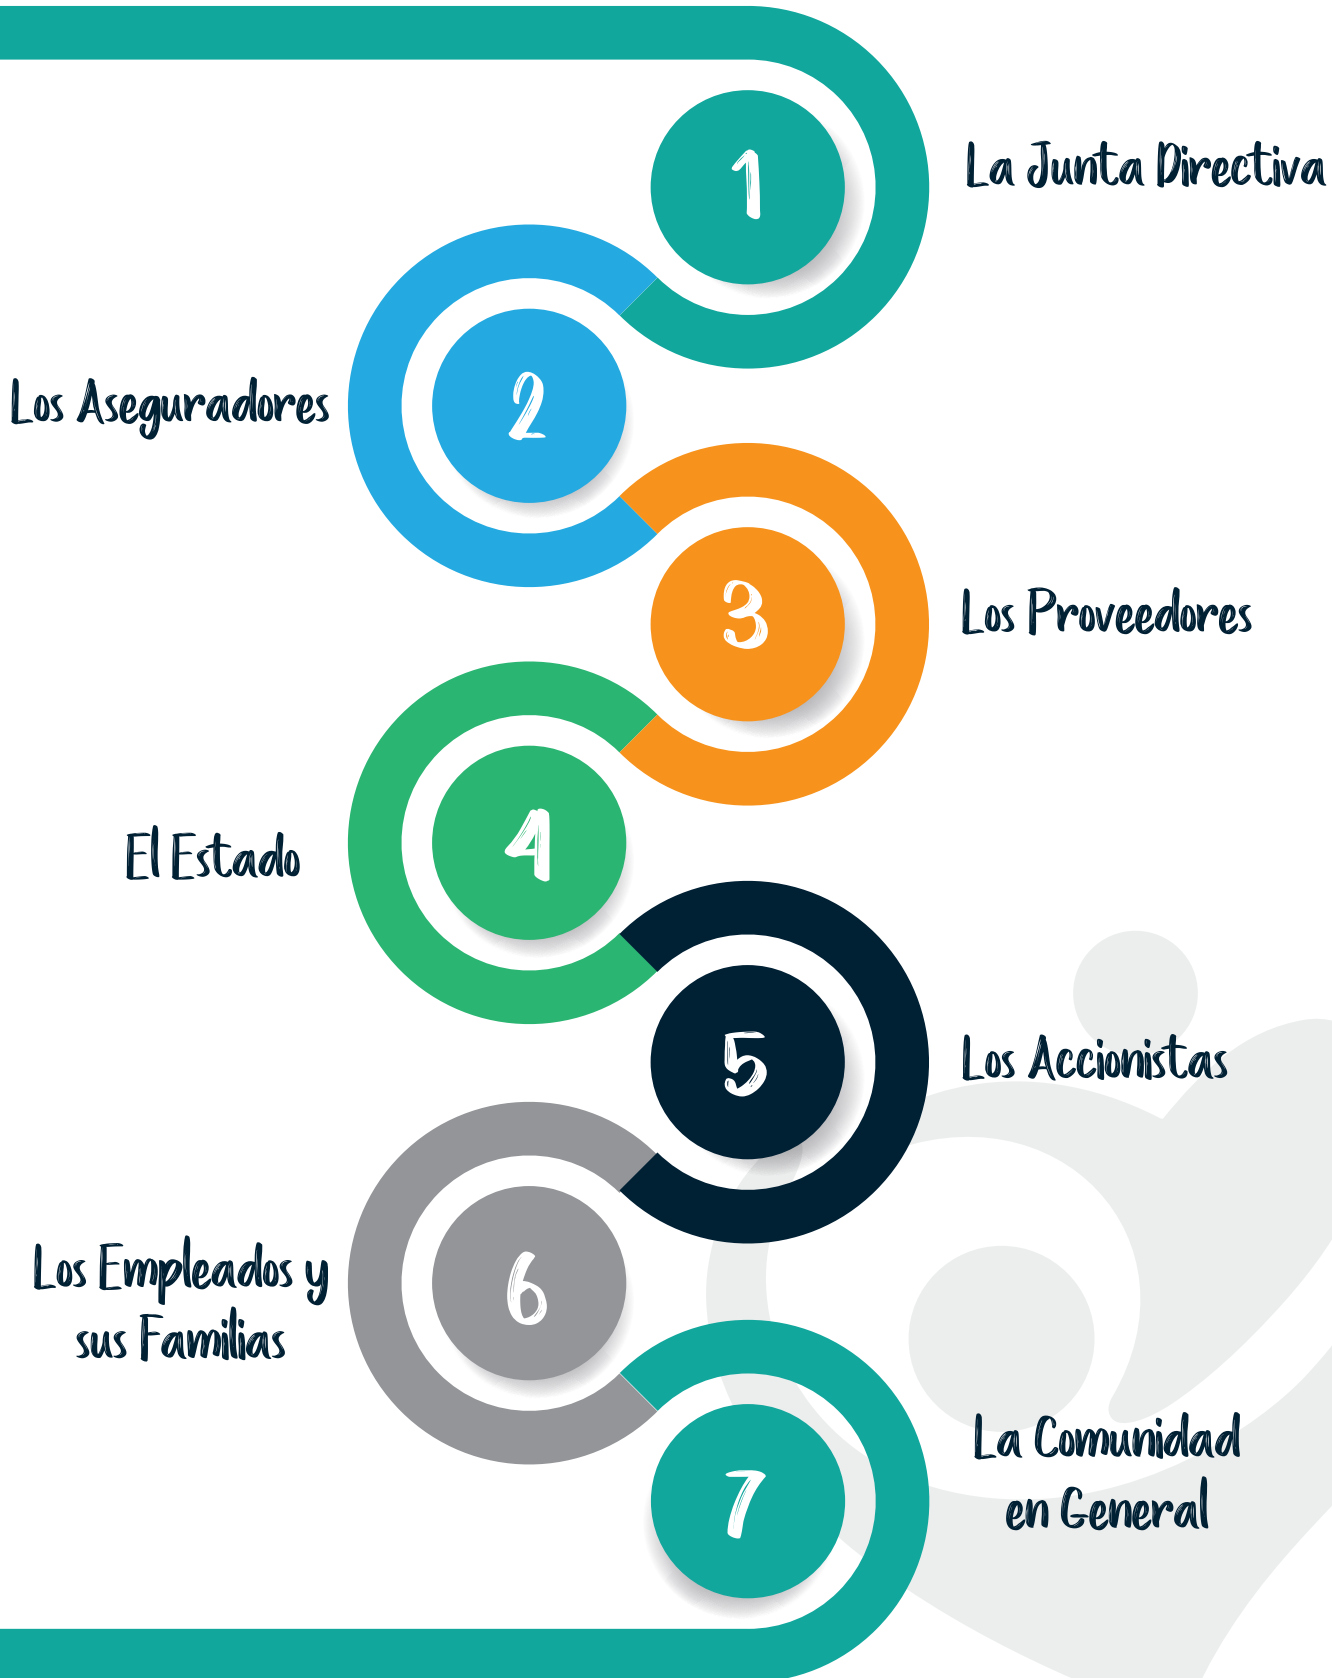 1
La Junta Directiva
2
Los Aseguradores
3
Los Proveedores
4
El Estado
5
Los Accionistas
6
Los Empleados y
sus Familias
7
La Comunidad
en General